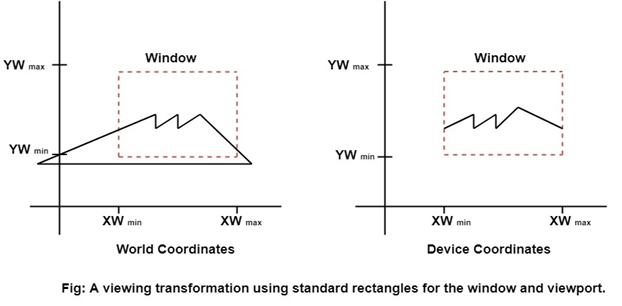 Window
YW max
YW min
XW min XW max
World Coordinates
Window
YW max
YW min
XW min XW max
Device Coordinates
Fig: A viewing transformation using standard rectangles for the window and viewport.